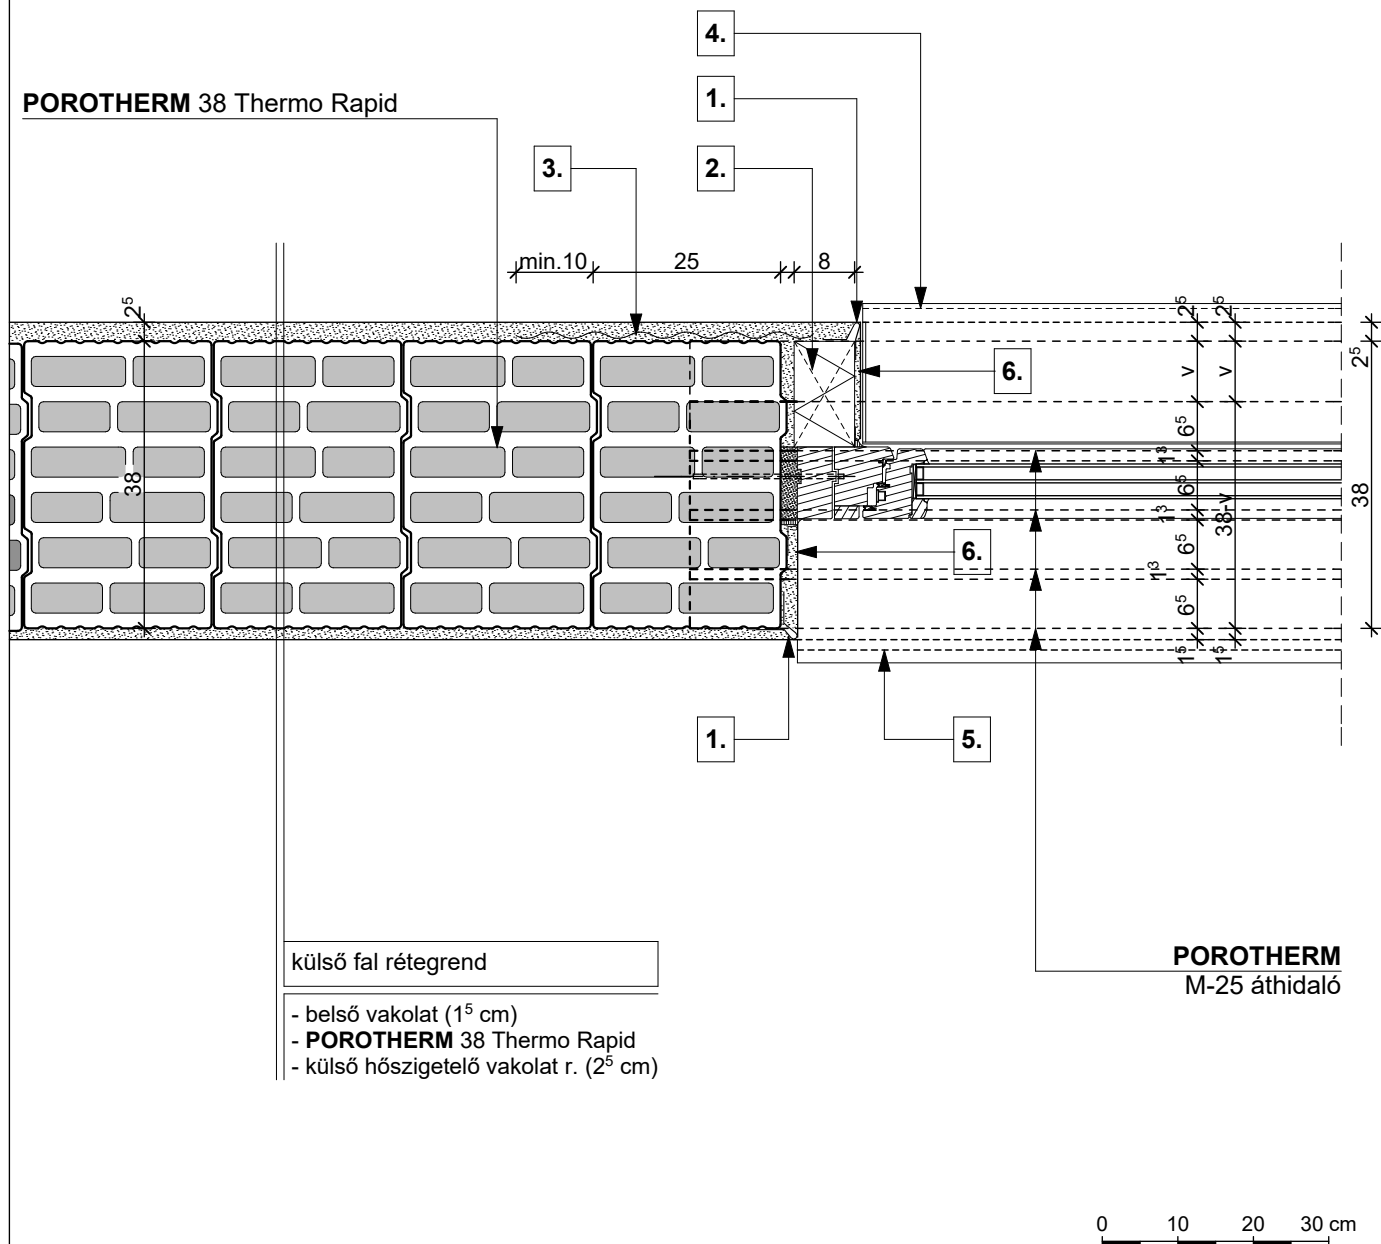 4.
POROTHERM 38 Thermo Rapid
1.
3.
2.
min.10
25
8
2⁵
2⁵
2⁵
2⁵
6.
v
v
6⁵
1³
38
6⁵
38-v
38
1³
6.
6⁵
1³
6⁵
1⁵
1⁵
1.
5.
külső fal rétegrend
POROTHERM
M-25 áthidaló
- belső vakolat (1⁵ cm)
- POROTHERM 38 Thermo Rapid
- külső hőszigetelő vakolat r. (2⁵ cm)
0 10 20 30 cm